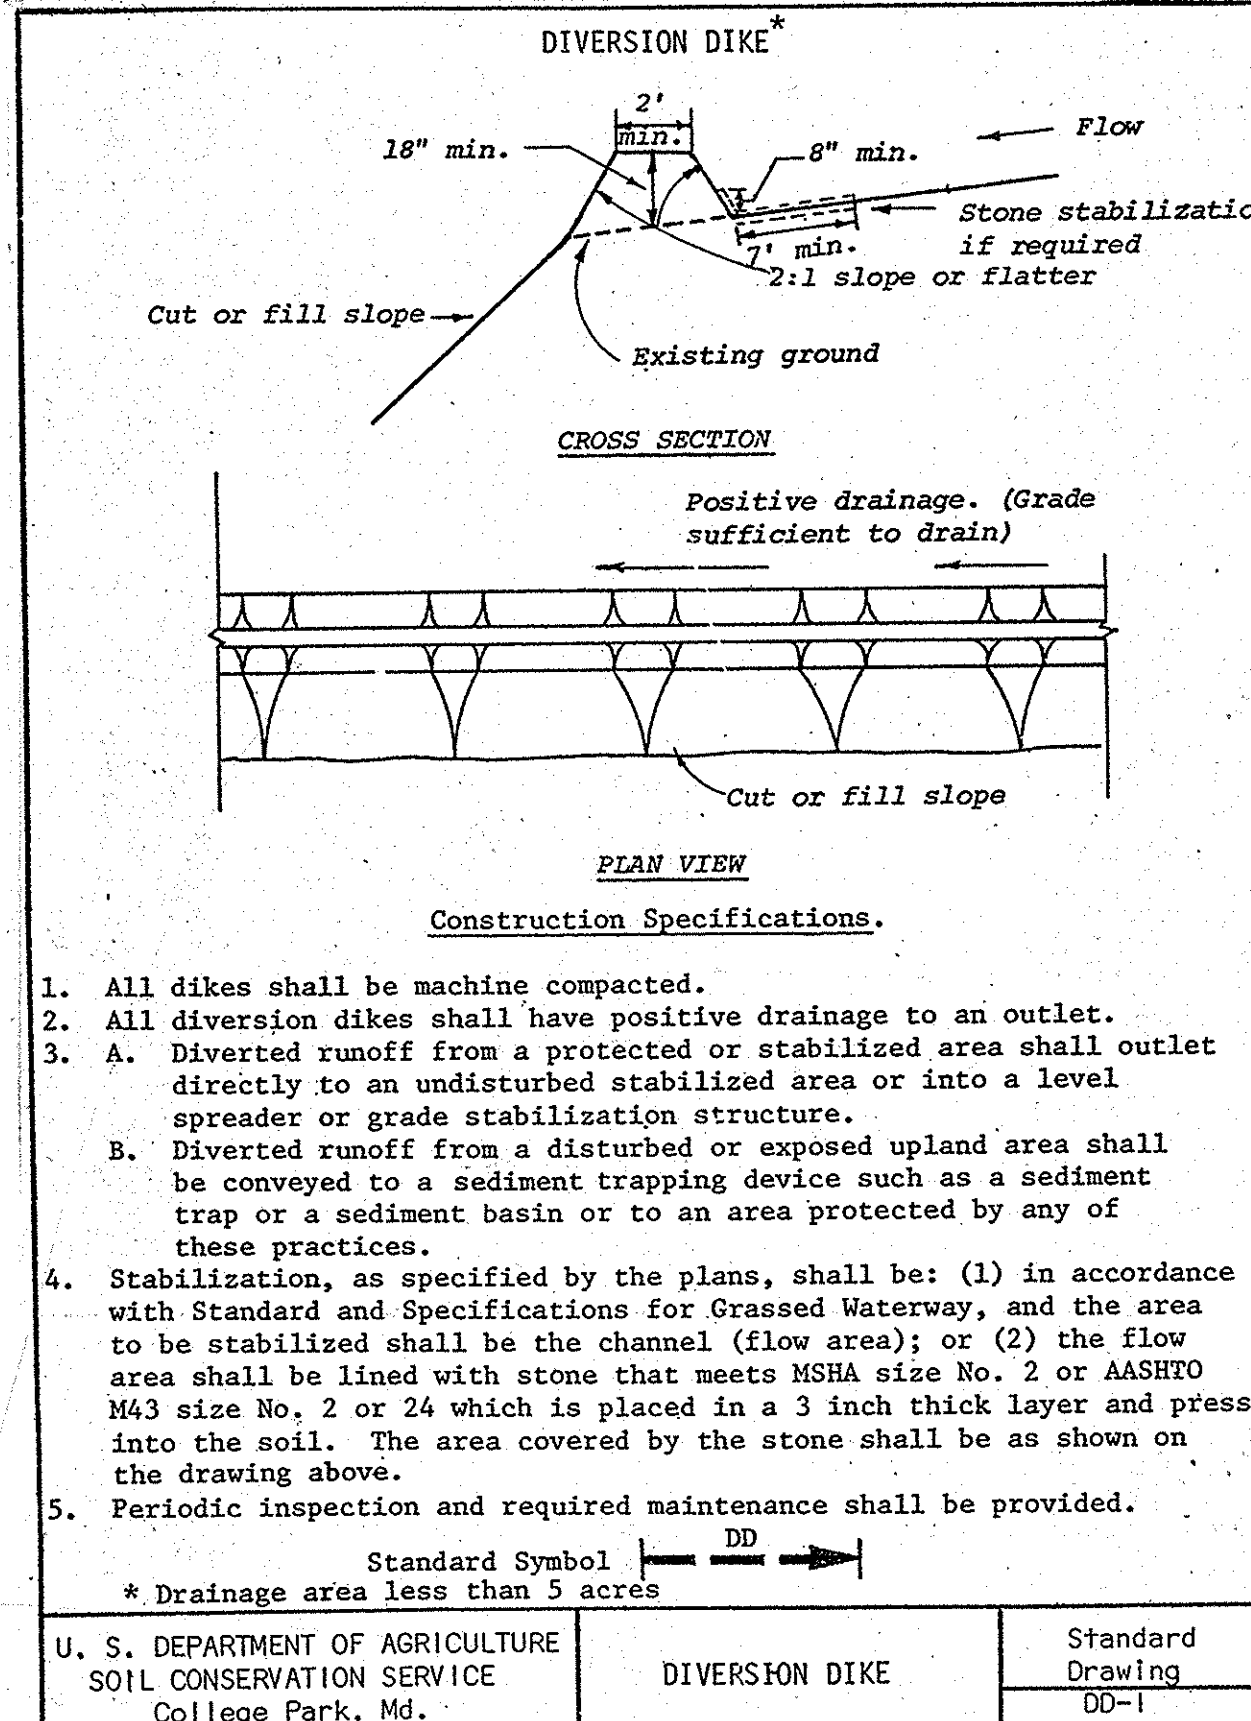 DIVERSION DIKE*
2'
min.
18" min.
8" min.
Flow
Stone stabilizatio
if required
7' min.
2:1 slope or flatter
Cut or fill slope
Existing ground
CROSS SECTION
Positive drainage. (Grade
sufficient to drain)
Cut or fill slope
PLAN VIEW
Construction Specifications.
1. All dikes shall be machine compacted.
2. All diversion dikes shall have positive drainage to an outlet.
3. A. Diverted runoff from a protected or stabilized area shall outlet
directly to an undisturbed stabilized area or into a level
spreader or grade stabilization structure.
B. Diverted runoff from a disturbed or exposed upland area shall
be conveyed to a sediment trapping device such as a sediment
trap or a sediment basin or to an area protected by any of
these practices.
4. Stabilization, as specified by the plans, shall be: (1) in accordance
with Standard and Specifications for Grassed Waterway, and the area
to be stabilized shall be the channel (flow area); or (2) the flow
area shall be lined with stone that meets MSHA size No. 2 or AASHTO
M43 size No. 2 or 24 which is placed in a 3 inch thick layer and press
into the soil. The area covered by the stone shall be as shown on
the drawing above.
5. Periodic inspection and required maintenance shall be provided.
Standard Symbol DD
* Drainage area less than 5 acres
U. S. DEPARTMENT OF AGRICULTURE
SOIL CONSERVATION SERVICE
College Park, Md.
DIVERSION DIKE
Standard
Drawing
DD-1